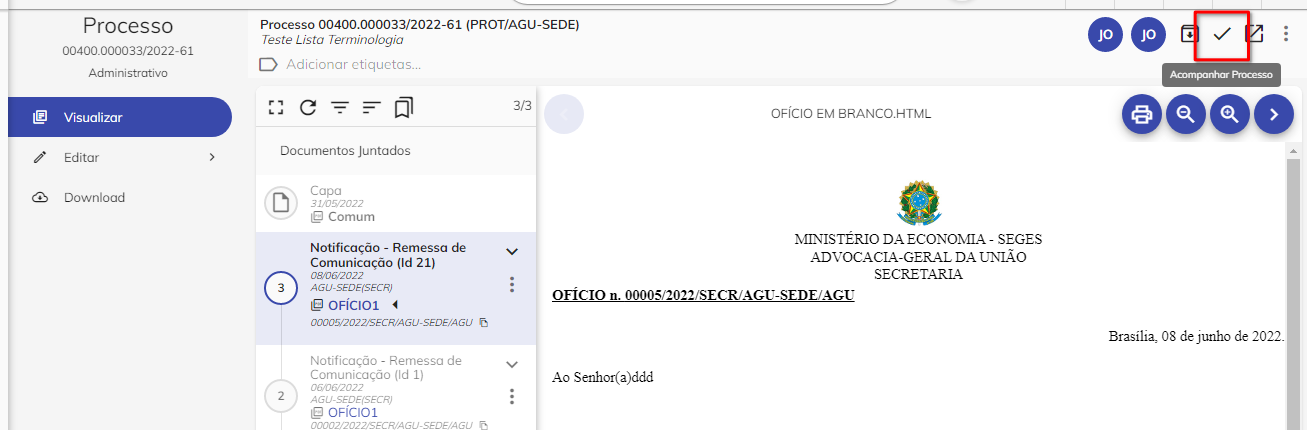 Processo
00400.000033/2022-61
Administrativo
Visualizar
Editar
Download
Processo 00400.000033/2022-61 (PROT/AGU-SEDE)
Teste Lista Terminologia
Adicionar etiquetas...
JO
JO
Acompanhar Processo
3/3
Documentos Juntados
Capa
31/05/2022
Comum
3
Notificação - Remessa de
Comunicação (Id 21)
08/06/2022
AGU-SEDE(SECR)
OFÍCIO1
00005/2022/SECR/AGU-SEDE/AGU
2
Notificação - Remessa de
Comunicação (Id 1)
06/06/2022
AGU-SEDE(SECR)
OFÍCIO1
00002/2022/SECR/AGU-SEDE/AGU
OFÍCIO EM BRANCO.HTML
MINISTÉRIO DA ECONOMIA - SEGES
ADVOCACIA-GERAL DA UNIÃO
SECRETARIA
OFÍCIO n. 00005/2022/SECR/AGU-SEDE/AGU
Brasília, 08 de junho de 2022.
Ao Senhor(a)ddd